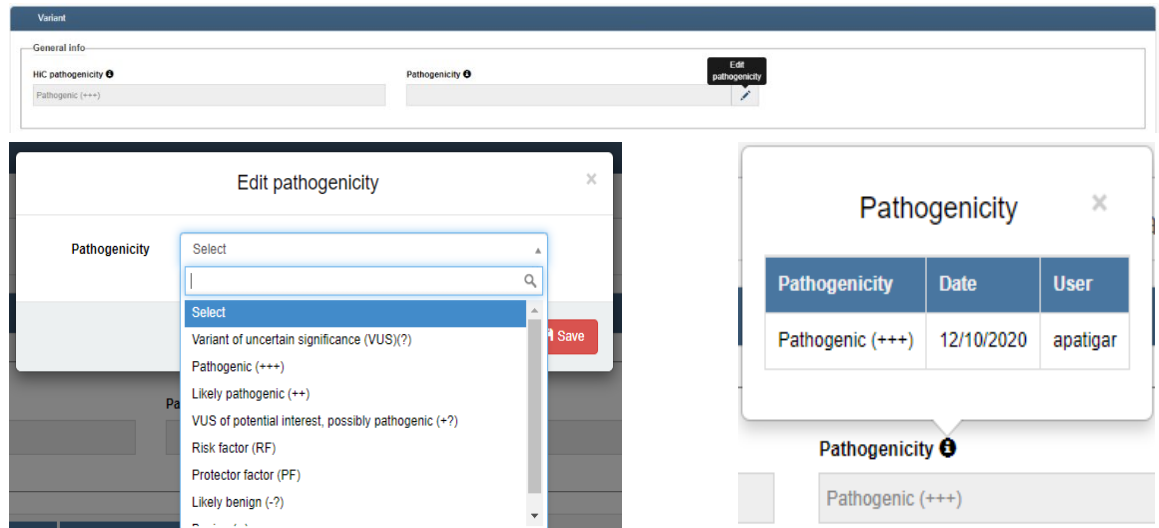 Variant
General info
HiC pathogenicity
Pathogenicity
Edit
pathogenicity
Pathogenic (+++)
Edit pathogenicity
×
Pathogenicity
Select
Select
Variant of uncertain significance (VUS)(?)
Pathogenic (+++)
Likely pathogenic (++)
VUS of potential interest, possibly pathogenic (+?)
Risk factor (RF)
Protector factor (PF)
Likely benign (-?)
Save
Pa
Pathogenicity
×
Pathogenicity Date User
Pathogenic (+++) 12/10/2020 apatigar
Pathogenicity
Pathogenic (+++)